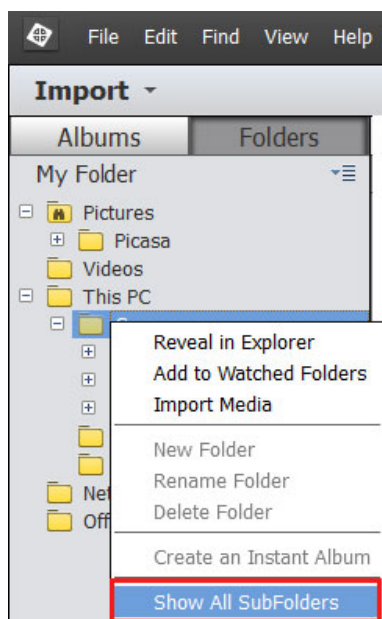 File Edit Find View Help
Import
Albums Folders
My Folder
Pictures
Picasa
Videos
This PC
Reveal in Explorer
Add to Watched Folders
Import Media
New Folder
Rename Folder
Delete Folder
Create an Instant Album
Show All SubFolders